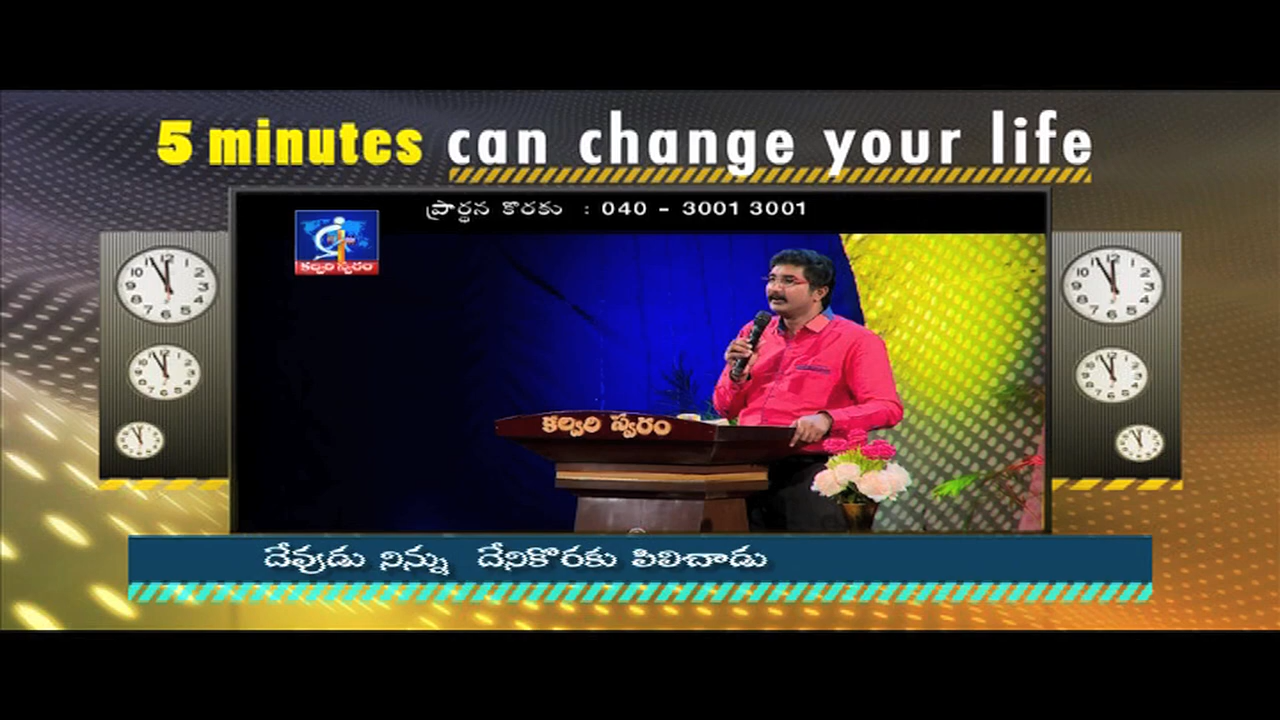 5 minutes can change your life
ప్రార్థన కొరకు : 040 - 3001 3001
కల్వరి స్వరం
కల్వరి స్వరం
దేవుడు నిన్ను దేనికొరకు పిలిచాడు